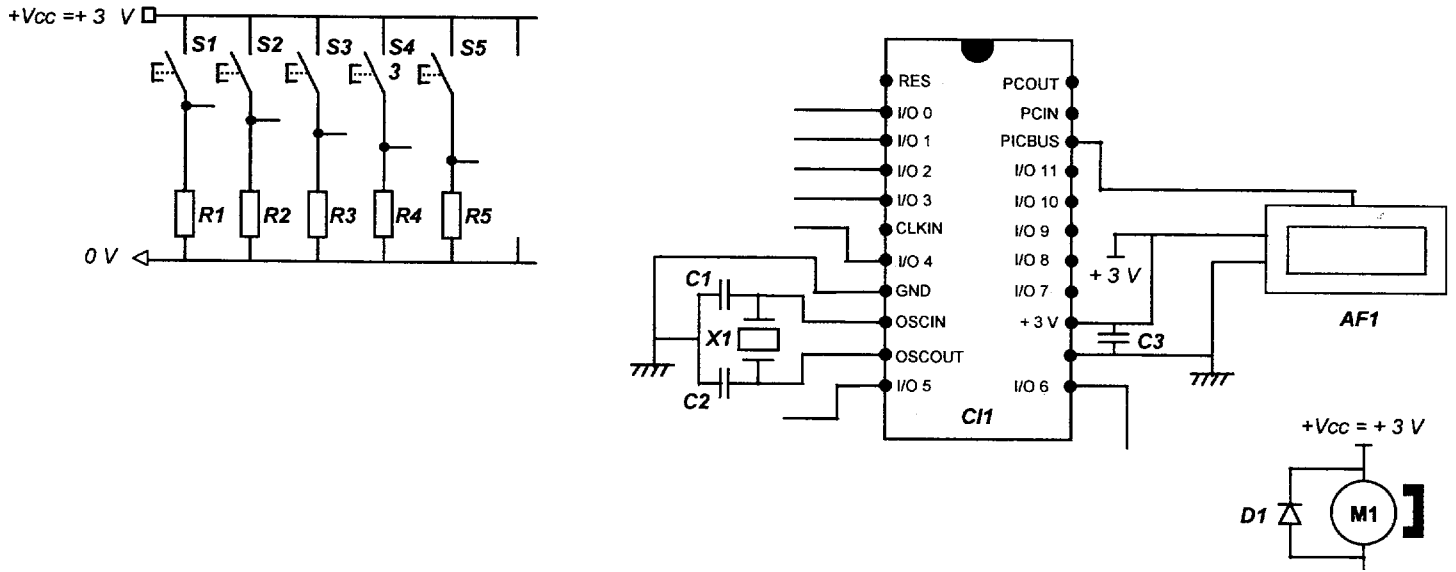 +Vcc =+ 3 V
S1 S2 S3 S4 S5
3
R1 R2 R3 R4 R5
0 V
RES
I/O 0
I/O 1
I/O 2
I/O 3
CLKIN
I/O 4
GND
OSCIN
OSCOUT
I/O 5
PCOUT
PCIN
PICBUS
I/O 11
I/O 10
I/O 9
I/O 8
I/O 7
+ 3 V
I/O 6
CI1
C1
X1
C2
+ 3 V
C3
AF1
+Vcc = + 3 V
D1
M1